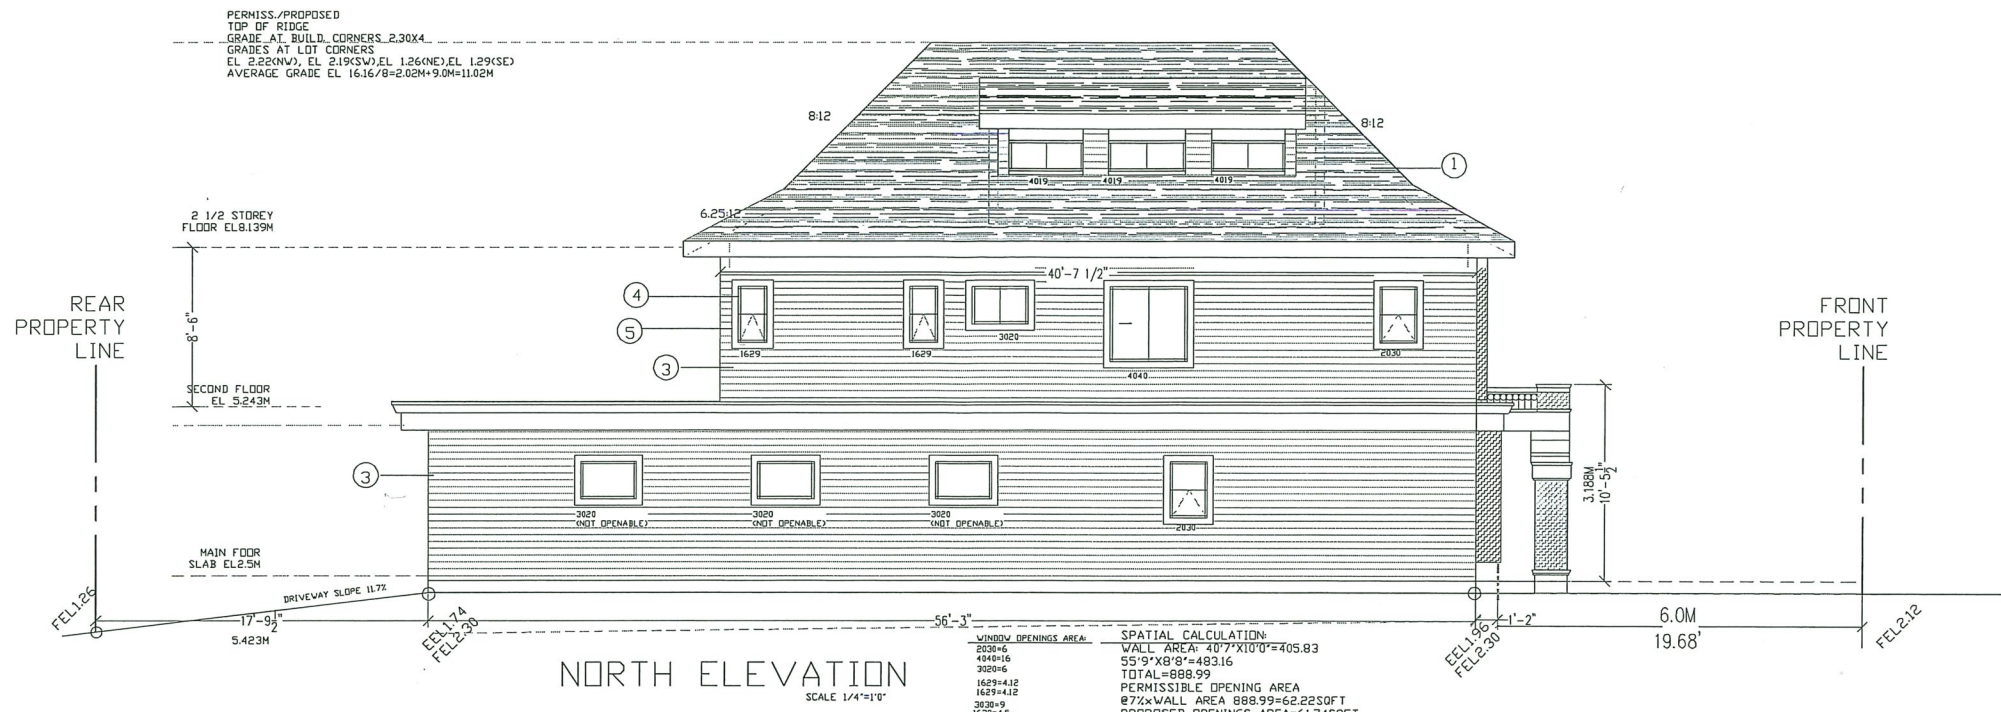 PERMISS./PROPOSED
TOP OF RIDGE
GRADE AT BUILD. CORNERS 2.30X4
GRADES AT LOT CORNERS
EL 2.22(NW), EL 2.19(SW),EL 1.26(NE),EL 1.29(SE)
AVERAGE GRADE EL 16.16/8=2.02M+9.0M=11.02M
8:12
8:12
1
4019
4019
4019
6.25:12
2 1/2 STOREY
FLOOR EL8.139M
40'-7 1/2"
8'-6"
4
5
3
1629
1629
3020
4040
2030
REAR
PROPERTY
LINE
FRONT
PROPERTY
LINE
SECOND FLOOR
EL 5.243M
3
3020
(NOT OPENABLE)
3020
(NOT OPENABLE)
3020
(NOT OPENABLE)
2030
3.188M
10'-5 1/2"
MAIN FOOR
SLAB EL2.5M
DRIVEWAY SLOPE 11.7%
FEL1.26
17'-9 1/2"
5.423M
EEL1.74
FEL2.30
56'-3"
EEL1.96
FEL2.30
1'-2"
6.0M
19.68'
FEL2.12
NORTH ELEVATION
SCALE 1/4"=1'0"
WINDOW OPENINGS AREA:
2030=6
4040=16
3020=6
1629=4.12
1629=4.12
3030=9
SPATIAL CALCULATION:
WALL AREA: 40'7"X10'0"=405.83
55'9"X8'8"=483.16
TOTAL=888.99
PERMISSIBLE OPENING AREA
@7%xWALL AREA 888.99=62.22SQFT
PROPOSED OPENINGS AREA=61.74SQFT